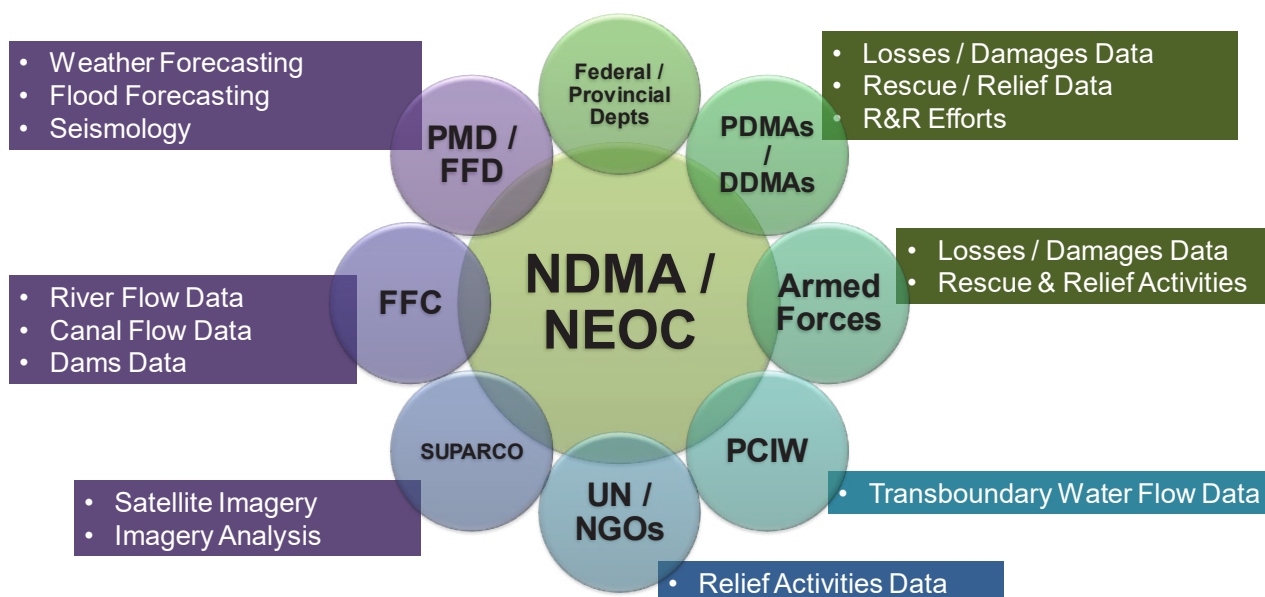 • Weather Forecasting
• Flood Forecasting
• Seismology
Federal /
Provincial
Depts
• Losses / Damages Data
• Rescue / Relief Data
• R&R Efforts
PMD /
FFD
PDMAs
/
DDMAs
NDMA /
NEOC
• Losses / Damages Data
• Rescue & Relief Activities
• River Flow Data
• Canal Flow Data
• Dams Data
FFC
Armed
Forces
SUPARCO
PCIW
• Satellite Imagery
• Imagery Analysis
UN /
NGOs
• Transboundary Water Flow Data
• Relief Activities Data